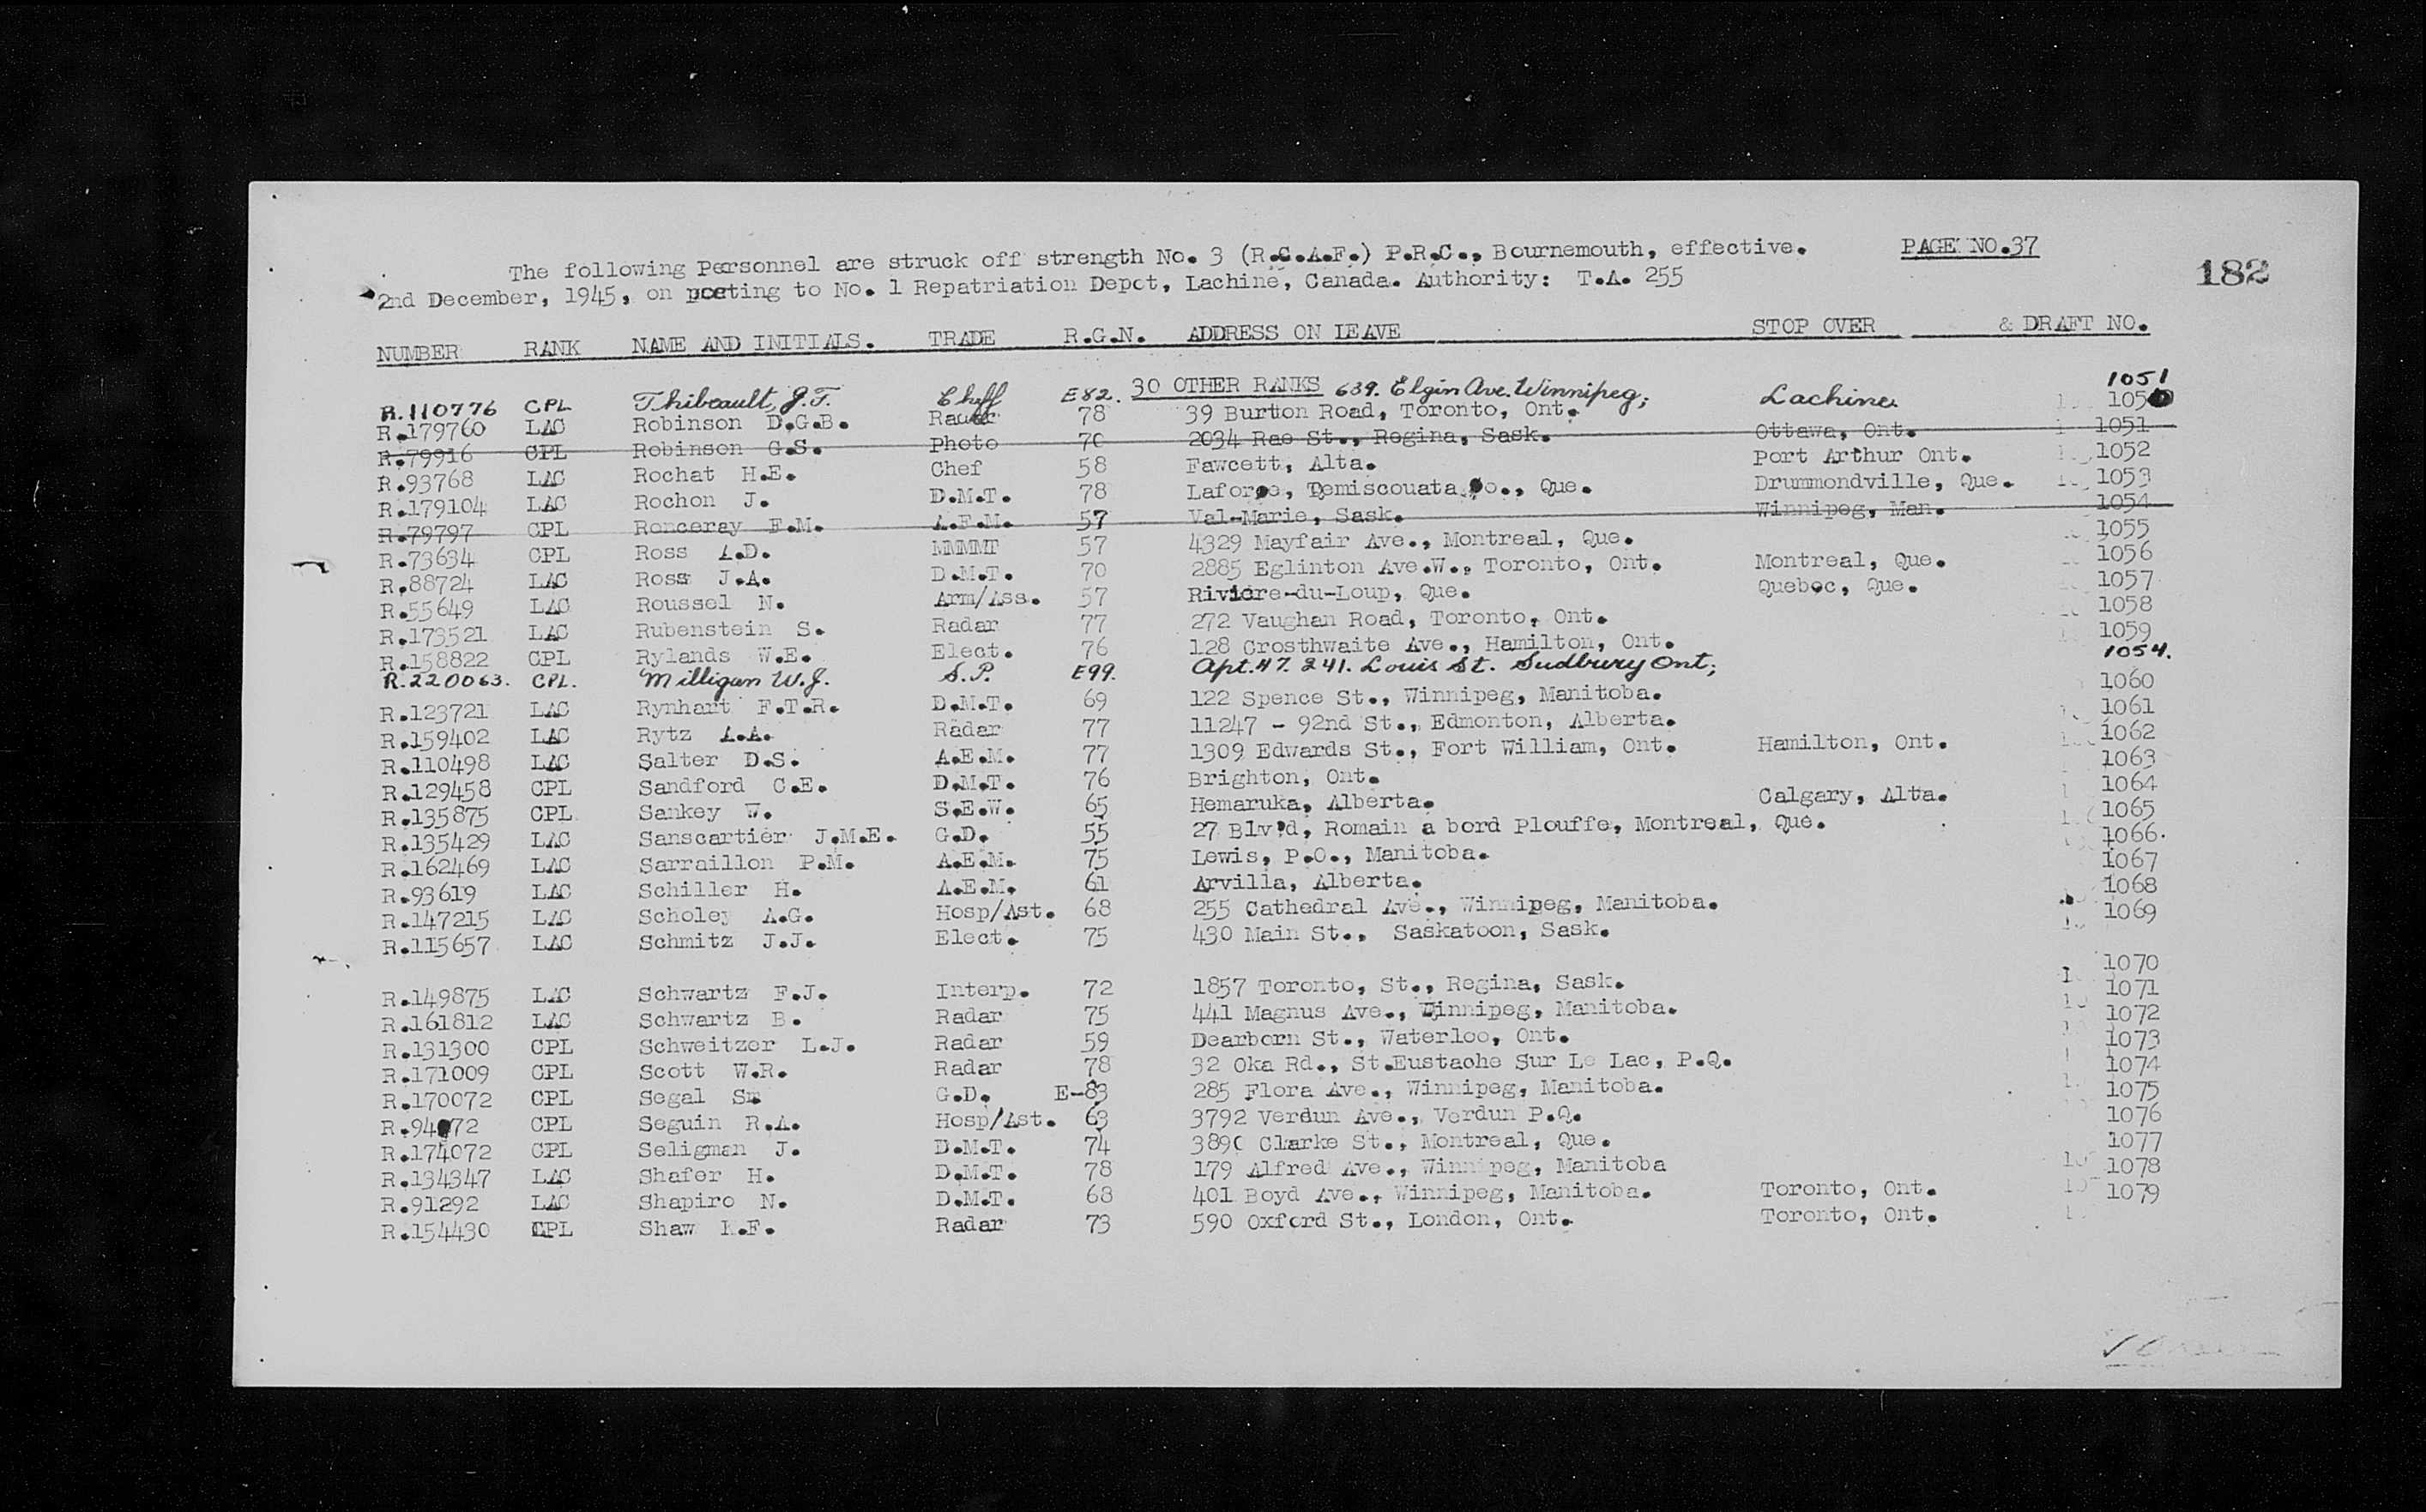 The following Personnel are struck off strength No. 3 (R.C.A.F.) P.R.C., Bournemouth, effective. PAGE NO.37
182
2nd December, 1945, on posting to No. 1 Repatriation Depot, Lachine, Canada. Authority: T.A. 255
NUMBER RANK NAME AND INITIALS. TRADE R.G.N. ADDRESS ON LEAVE STOP OVER & DRAFT NO.
30 OTHER RANKS
R.110776 CPL Thibeault, J.T. Cheff E82. 639. Elgin Ave. Winnipeg; Lachine 1051
R.179760 LAC Robinson D.G.B. 78 39 Burton Road, Toronto, Ont. 1050
R.79916 CPL Robinson G.S. Photo 70 2034 Rae St., Regina, Sask. Ottawa, Ont. 1051
R.93768 LAC Rochat H.E. Chef 58 Fawcett, Alta. Port Arthur Ont. 1052
R.179104 LAC Rochon J. D.M.T. 78 Laforge, Temiscouata Co., Que. Drummondville, Que. 1053
R.79797 CPL Ronceray E.M. A.F.M. 57 Val-Marie, Sask. Winnipeg, Man. 1054
R.73634 CPL Ross A.D. MMMT 57 4329 Mayfair Ave., Montreal, Que. 1055
R.88724 LAC Ross J.A. D.M.T. 70 2885 Eglinton Ave.W., Toronto, Ont. Montreal, Que. 1056
R.55649 LAC Roussel N. Arm/Ass. 57 Riviere-du-Loup, Que. Quebec, Que. 1057
R.173521 LAC Rubenstein S. Radar 77 272 Vaughan Road, Toronto, Ont. 1058
R.158822 CPL Rylands W.E. Elect. 76 128 Crosthwaite Ave., Hamilton, Ont. 1059
R.220063. CPL. Milligan W.J. S.P. E99. Apt. #7. 241. Louis St. Sudbury Ont; 1054.
R.123721 LAC Rynhart F.T.R. D.M.T. 69 122 Spence St., Winnipeg, Manitoba. 1060
R.159402 LAC Rytz A.A. Radar 77 11247 - 92nd St., Edmonton, Alberta. 1061
R.110498 LAC Salter D.S. A.E.M. 77 1309 Edwards St., Fort William, Ont. Hamilton, Ont. 1062
R.129458 CPL Sandford C.E. D.M.T. 76 Brighton, Ont. 1063
R.135875 CPL Sankey W. S.E.W. 65 Hemaruka, Alberta. Calgary, Alta. 1064
R.135429 LAC Sanscartier J.M.E. G.D. 55 27 Blv'd, Romain a bord Plouffe, Montreal, Que. 1065
R.162469 LAC Sarraillon P.M. A.E.M. 75 Lewis, P.O., Manitoba. 1066.
R.93619 LAC Schiller H. A.E.M. 61 Arvilla, Alberta. 1067
R.147215 LAC Scholey A.G. Hosp/Ast. 68 255 Cathedral Ave., Winnipeg, Manitoba. 1068
R.115657 LAC Schmitz J.J. Elect. 75 430 Main St., Saskatoon, Sask. 1069
R.149875 LAC Schwartz F.J. Interp. 72 1857 Toronto, St., Regina, Sask. 1070
R.161812 LAC Schwartz B. Radar 75 441 Magnus Ave., Winnipeg, Manitoba. 1071
R.131300 CPL Schweitzer L.J. Radar 59 Dearborn St., Waterloo, Ont. 1072
R.171009 CPL Scott W.R. Radar 78 32 Oka Rd., St.Eustache Sur Le Lac, P.Q. 1073
R.170072 CPL Segal S. G.D. E-83 285 Flora Ave., Winnipeg, Manitoba. 1074
CPL Seguin R.A. Hosp/Ast. 63 3792 Verdun Ave., Verdun P.Q. 1075
R.174072 CPL Seligman J. D.M.T. 74 3890 Clarke St., Montreal, Que. 1076
R.134347 LAC Shafer H. D.M.T. 78 179 Alfred Ave., Winnipeg, Manitoba 1077
R.91292 LAC Shapiro N. D.M.T. 68 401 Boyd Ave., Winnipeg, Manitoba. Toronto, Ont. 1078
R.154430 CPL Shaw Radar 73 590 Oxford St., London, Ont. Toronto, Ont. 1079